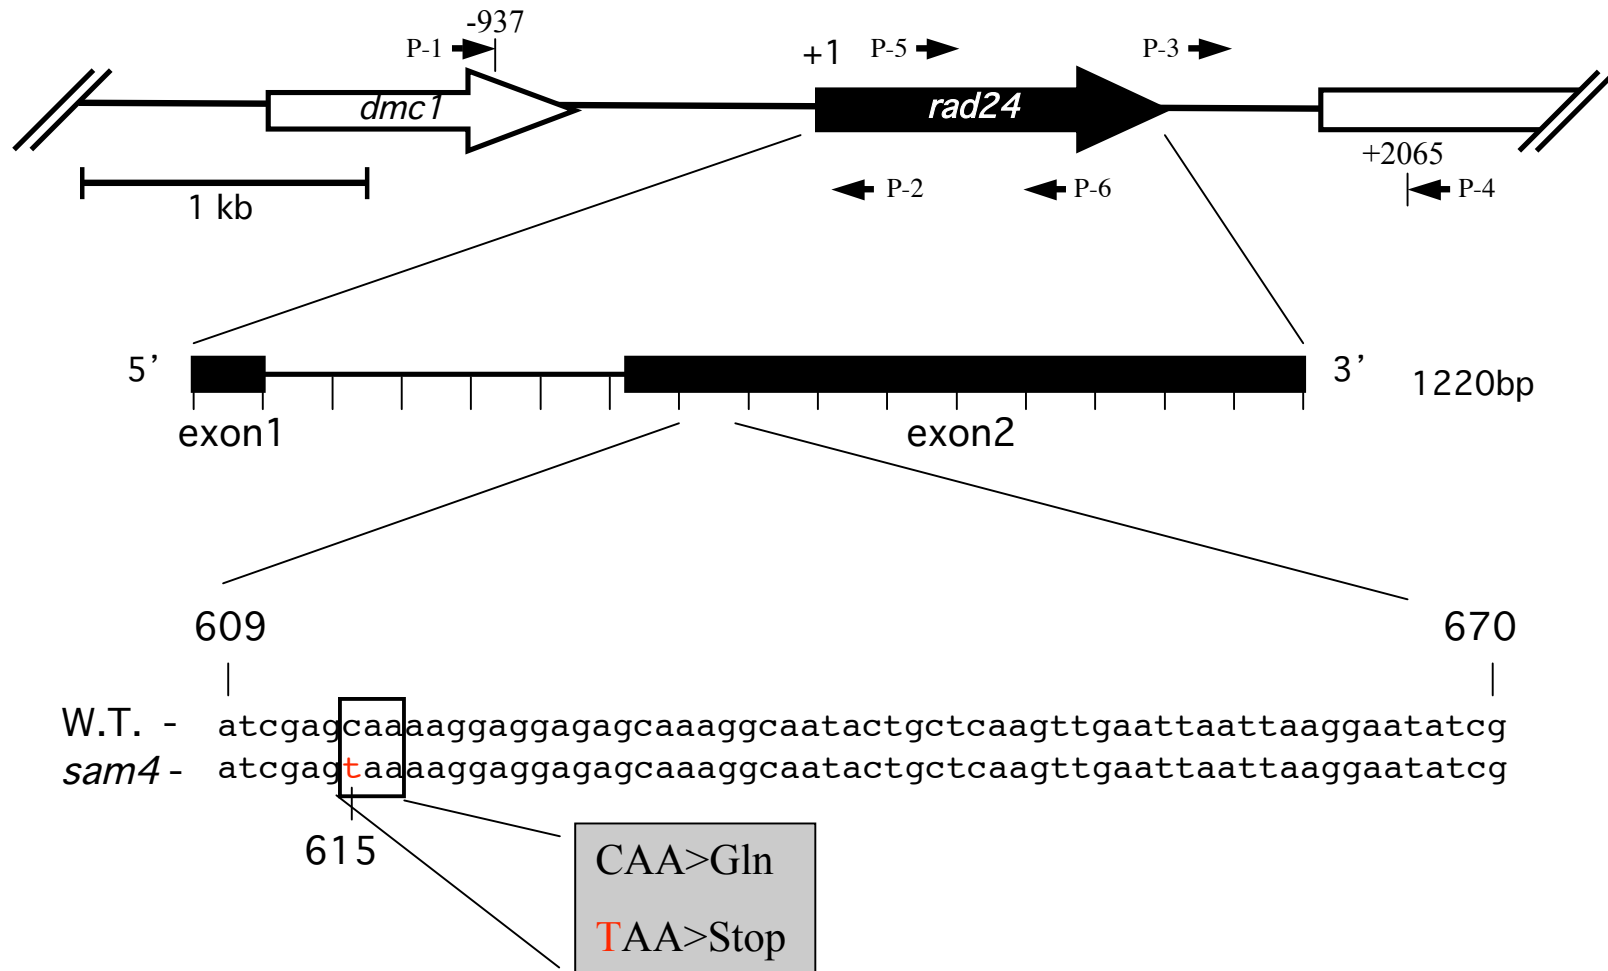 -937
P-1
+1
P-5
P-3
dmc1
rad24
+2065
1 kb
P-2
P-6
P-4
5’
3’
1220bp
exon1
exon2
609
670
W.T. - atcgagcaaaaggaggagagcaaaggcaatactgctcaagttgaattaattaaggaatatcg
sam4 - atcgagtaaaaggaggagagcaaaggcaatactgctcaagttgaattaattaaggaatatcg
615
CAA>Gln
TAA>Stop